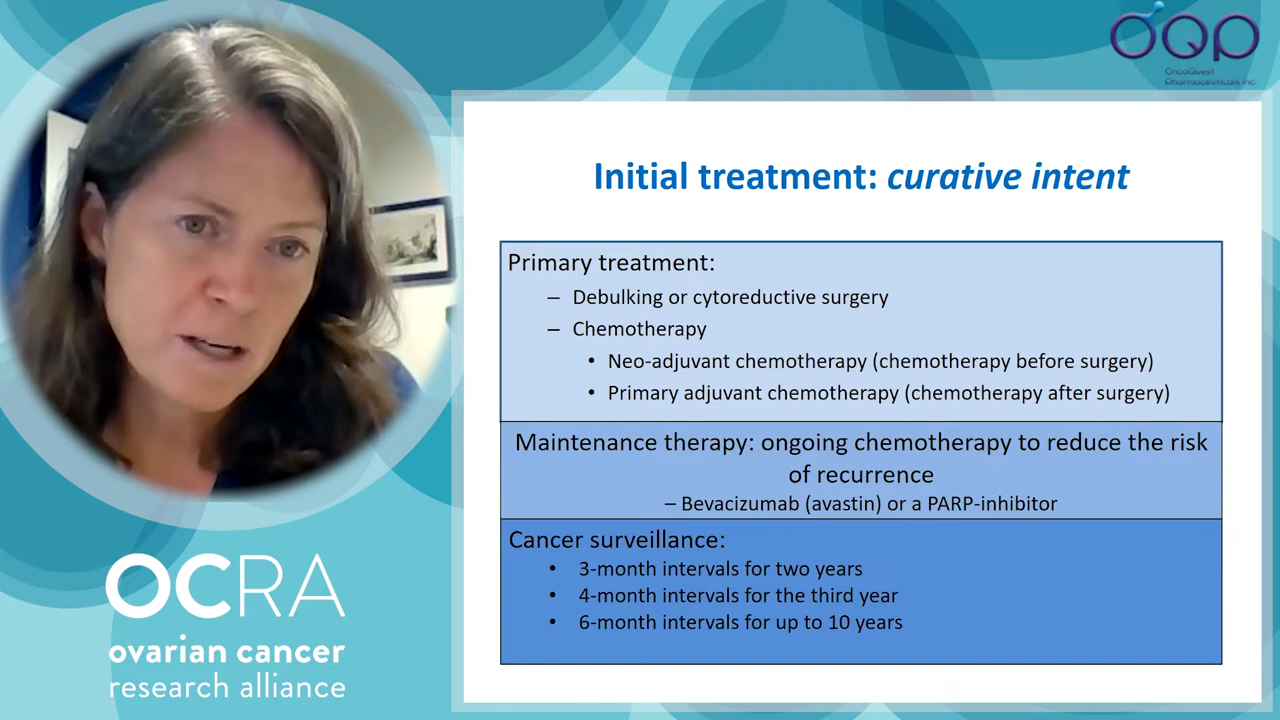 OQP
OncoQuest
Pharmaceuticals Inc.
Initial treatment: curative intent
Primary treatment:
– Debulking or cytoreductive surgery
– Chemotherapy
• Neo-adjuvant chemotherapy (chemotherapy before surgery)
• Primary adjuvant chemotherapy (chemotherapy after surgery)
Maintenance therapy: ongoing chemotherapy to reduce the risk
of recurrence
– Bevacizumab (avastin) or a PARP-inhibitor
Cancer surveillance:
• 3-month intervals for two years
• 4-month intervals for the third year
• 6-month intervals for up to 10 years
OCRA
ovarian cancer
research alliance